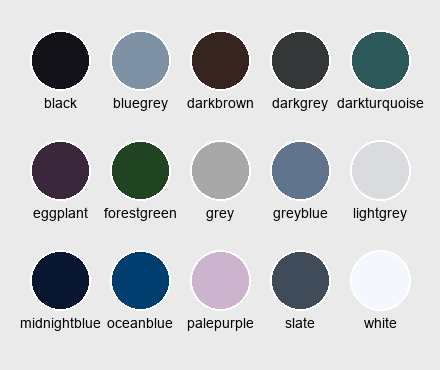 black bluegrey darkbrown darkgrey darkturquoise
eggplant forestgreen grey greyblue lightgrey
midnightblue oceanblue palepurple slate white